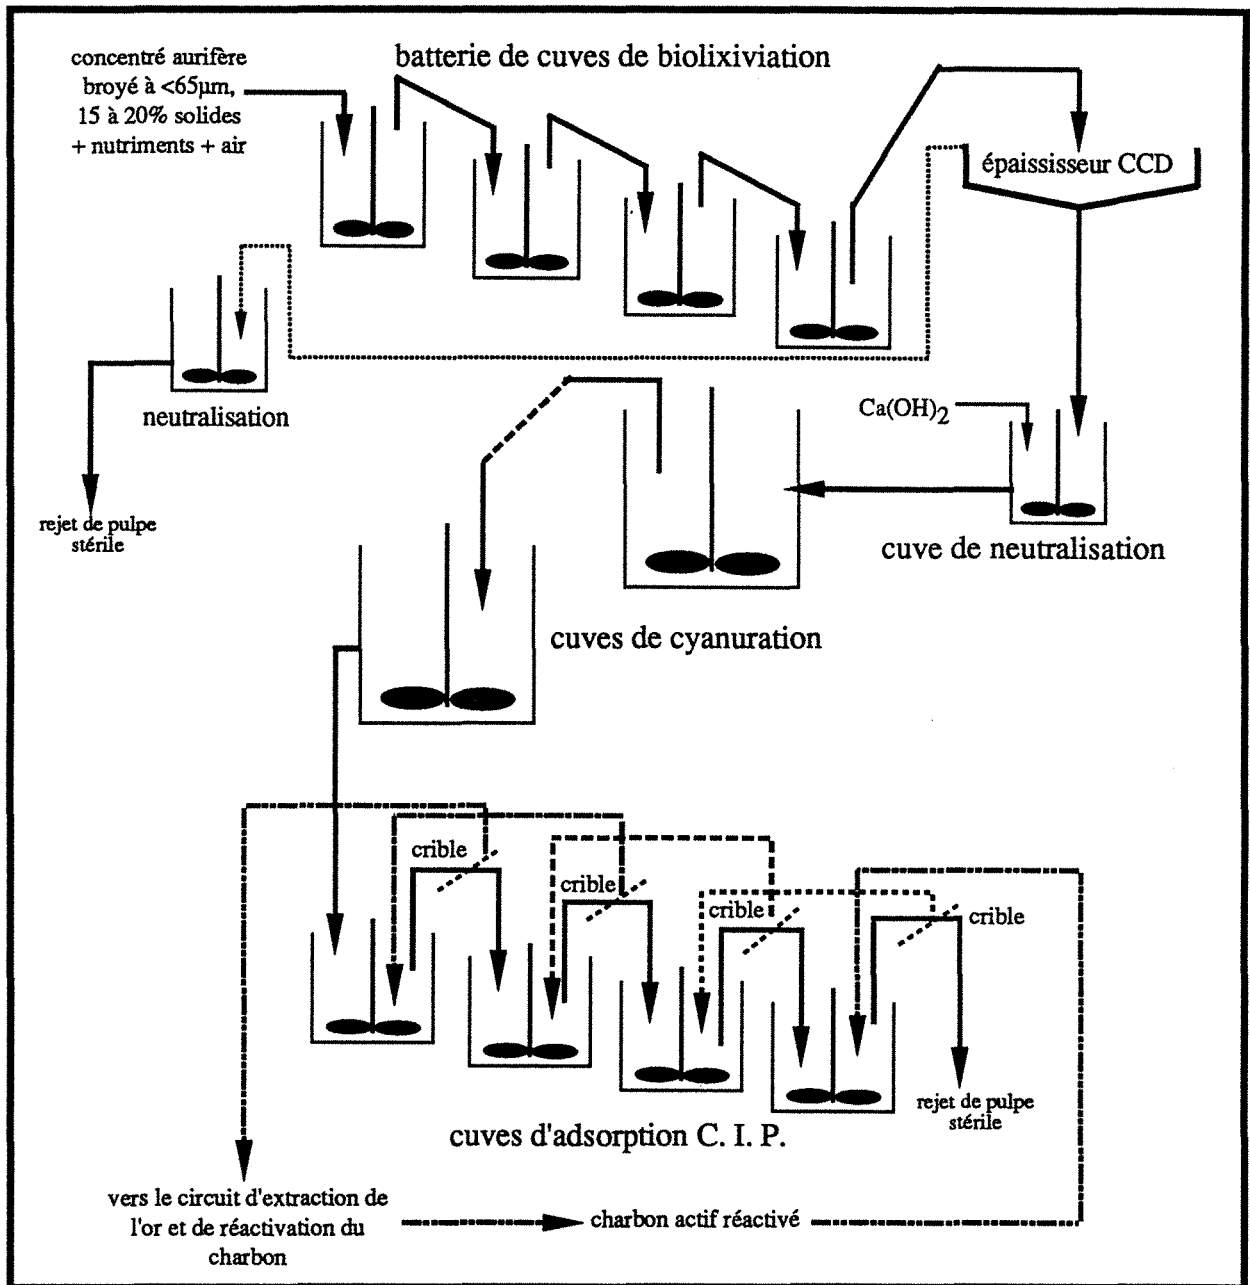 concentré aurifère
broyé à <65µm,
15 à 20% solides
+ nutriments + air
batterie de cuves de biolixiviation
épaississeur CCD
neutralisation
rejet de pulpe
stérile
Ca(OH)2
cuve de neutralisation
cuves de cyanuration
crible
crible
crible
crible
rejet de pulpe
stérile
cuves d'adsorption C. I. P.
vers le circuit d'extraction de
l'or et de réactivation du
charbon
charbon actif réactivé